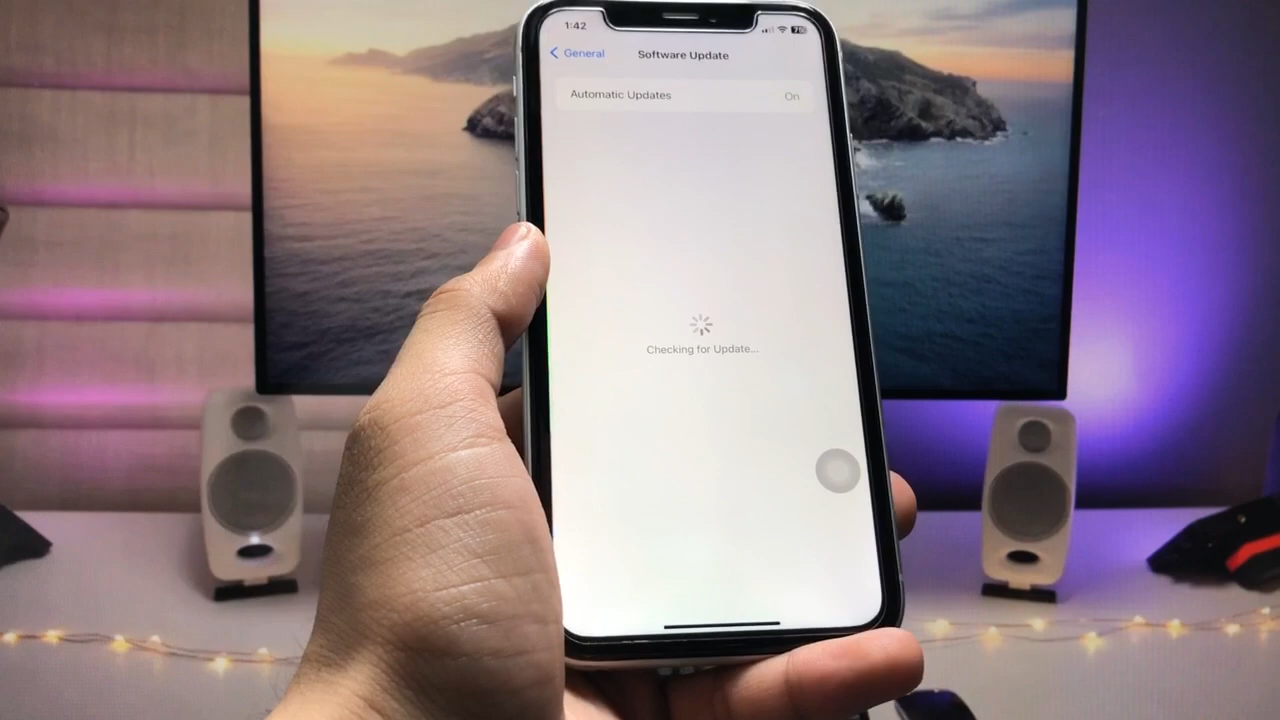 1:42
General
Software Update
Automatic Updates
On
Checking for Update...